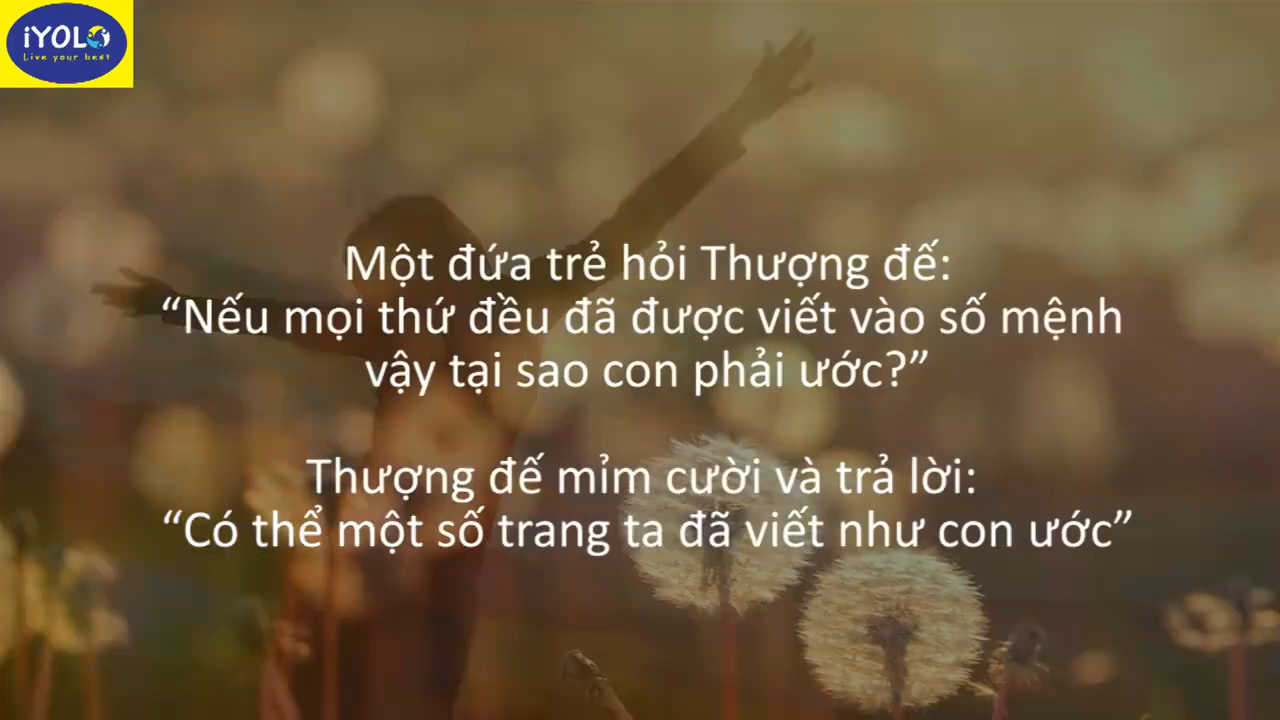 iYOLO
Live your best
Một đứa trẻ hỏi Thượng đế:
“Nếu mọi thứ đều đã được viết vào số mệnh
vậy tại sao con phải ước?”
Thượng đế mỉm cười và trả lời:
“Có thể một số trang ta đã viết như con ước”